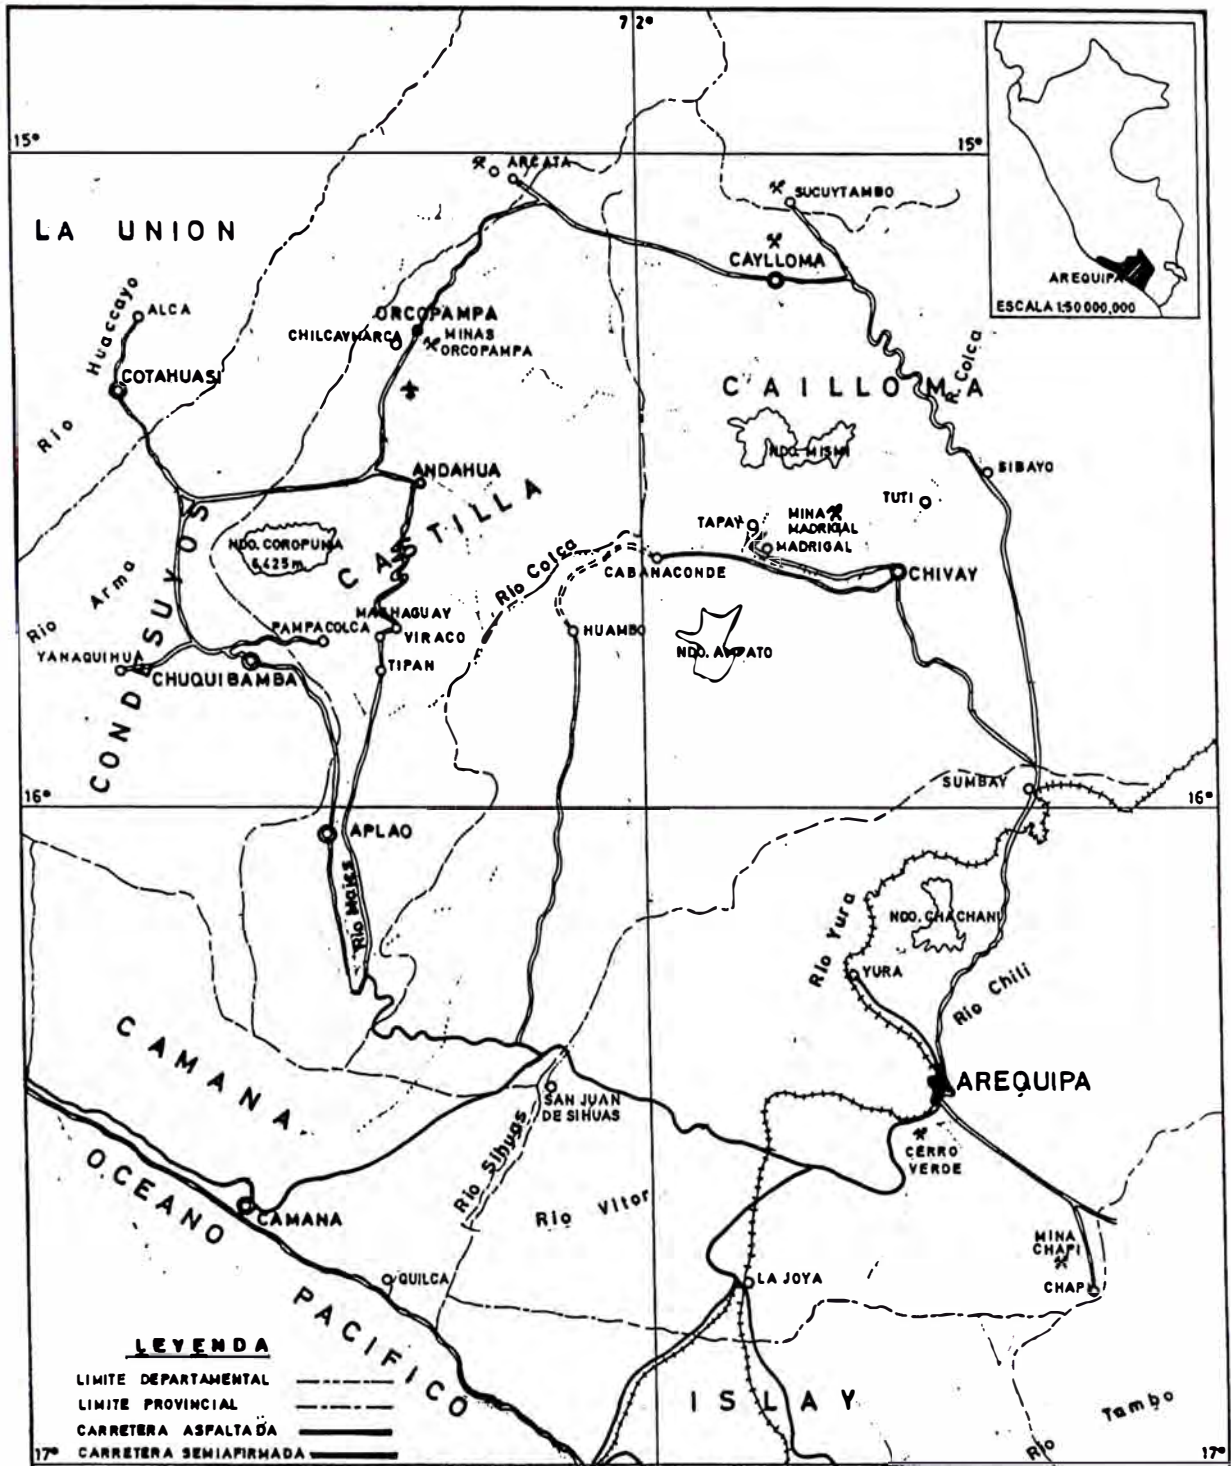 72°
15°
15°
ARCATA
SUCUYTAMBO
LA UNION
CAYLLOMA
AREQUIPA
ESCALA 1:50 000,000
Rio Huaccayo
ALCA
ORCOPAMPA
CHILCAYMARCA
MINAS
ORCOPAMPA
COTAHUASI
CAILLOMA
R. Colca
NDO. MISMI
SIBAYO
ANDAHUA
TUTI
TAPAY
MINA
MADRIGAL
MADRIGAL
CASTILLA
NDO. COROPUNA
6,425m
Rio Colca
CABANACONDE
CHIVAY
Rio Arma
CONDESUYOS
MACHAGUAY
PAMPACOLCA
VIRACO
HUAMBO
NDO. AMPATO
YANAQUIHUA
CHUQUIBAMBA
TIPAN
SUMBAY
16°
16°
APLAO
Rio Majes
NDO. CHACHANI
Rio Yura
YURA
Rio Chili
CAMANA
AREQUIPA
SAN JUAN
DE SIHUAS
Rio Sihuas
CERRO
VERDE
OCEANO PACIFICO
CAMANA
Rio Vitor
MINA
CHAPI
CHAPI
QUILCA
LA JOYA
LEYENDA
LIMITE DEPARTAMENTAL
LIMITE PROVINCIAL
CARRETERA ASFALTADA
CARRETERA SEMIAFIRMADA
ISLAY
Rio Tambo
17°
17°